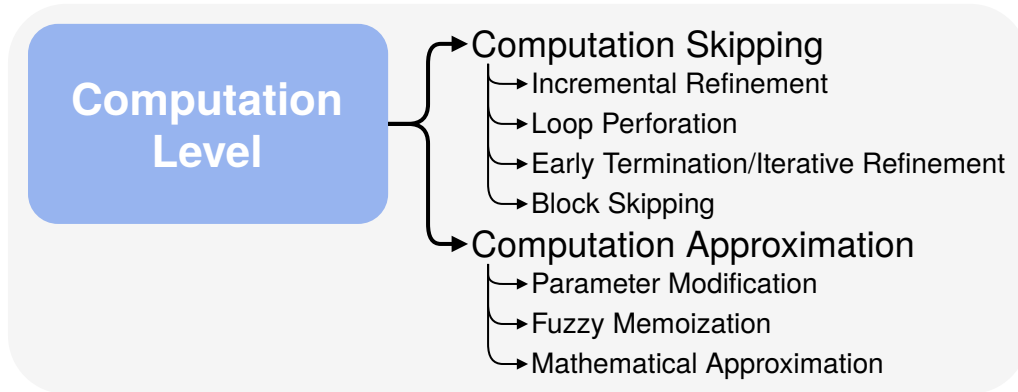 Computation
Level
Computation Skipping
Incremental Refinement
Loop Perforation
Early Termination/Iterative Refinement
Block Skipping
Computation Approximation
Parameter Modification
Fuzzy Memoization
Mathematical Approximation